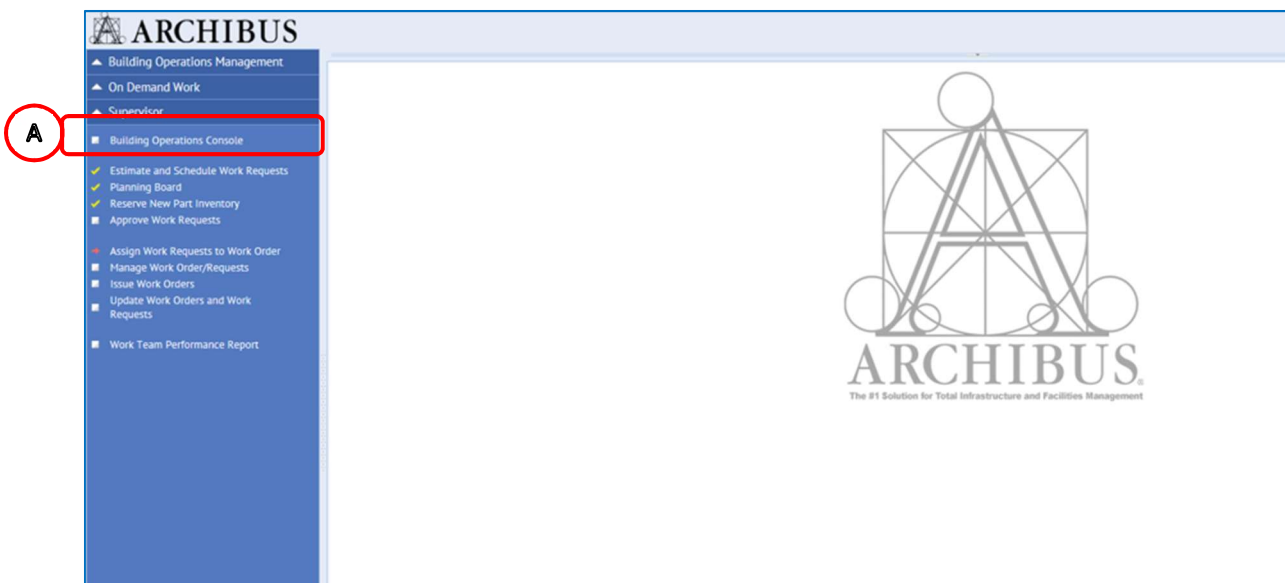 ARCHIBUS
Building Operations Management
On Demand Work
Supervisor
A
Building Operations Console
Estimate and Schedule Work Requests
Planning Board
Reserve New Part Inventory
Approve Work Requests
Assign Work Requests to Work Order
Manage Work Order/Requests
Issue Work Orders
Update Work Orders and Work
Requests
Work Team Performance Report
ARCHIBUS®
The #1 Solution for Total Infrastructure and Facilities Management